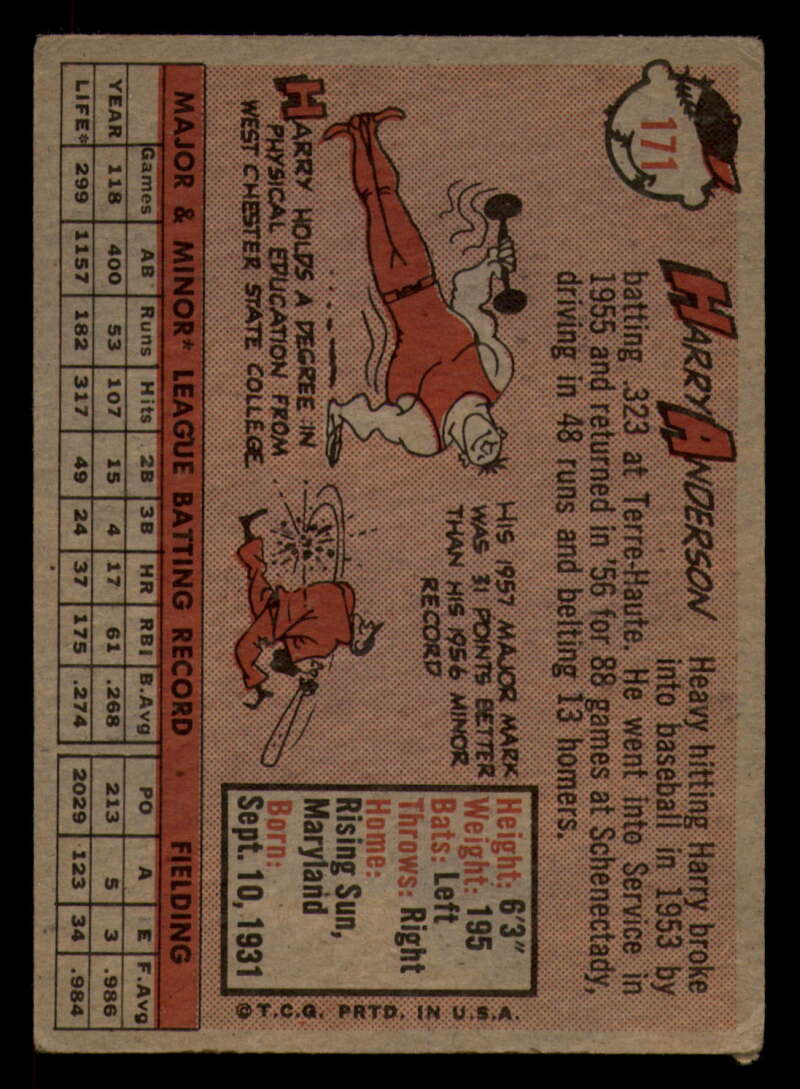 171
HARRY ANDERSON
Heavy hitting Harry broke
into baseball in 1953 by
batting .323 at Terre-Haute. He went into Service in
1955 and returned in '56 for 88 games at Schenectady,
driving in 48 runs and belting 13 homers.
HARRY HOLDS A DEGREE IN
PHYSICAL EDUCATION FROM
WEST CHESTER STATE COLLEGE
HIS 1957 MAJOR MARK
WAS 31 POINTS BETTER
THAN HIS 1956 MINOR
RECORD
Height: 6'3"
Weight: 195
Bats: Left
Throws: Right
Home:
Rising Sun,
Maryland
Born:
Sept. 10, 1931
© T.C.G. PRTD. IN U.S.A.
MAJOR & MINOR* LEAGUE BATTING RECORD • FIELDING
Games AB Runs Hits 2B 3B HR RBI B.Avg PO A E F.Avg
YEAR 118 400 53 107 15 4 17 61 .268 213 5 3 .986
LIFE* 299 1157 182 317 49 24 37 175 .274 2029 123 34 .984